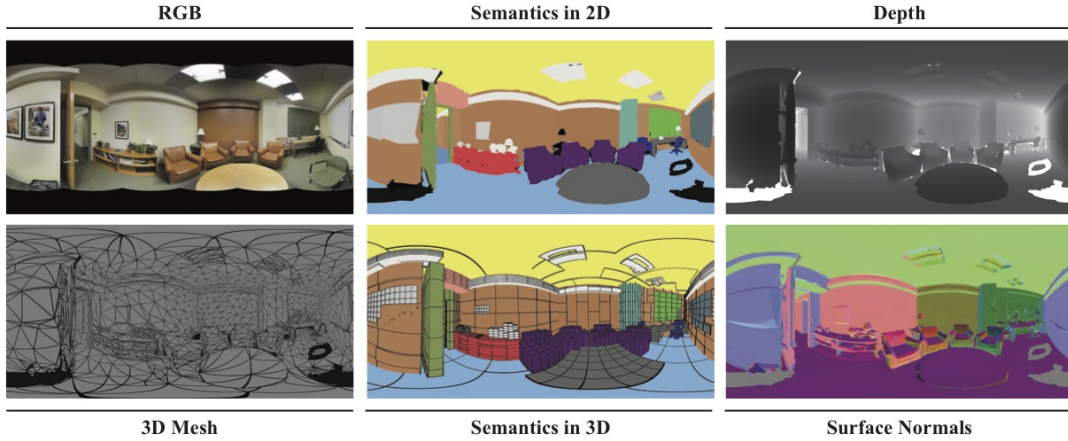 RGB
Semantics in 2D
Depth
3D Mesh
Semantics in 3D
Surface Normals